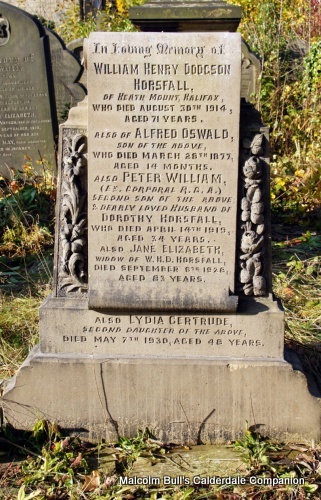 In Loving Memory of
WILLIAM HENRY DODGSON
HORSFALL,
OF HEATH MOUNT, HALIFAX,
WHO DIED AUGUST 30TH 1914,
AGED 71 YEARS.
ALSO OF ALFRED OSWALD,
SON OF THE ABOVE,
WHO DIED MARCH 28TH 1877,
AGED 14 MONTHS.
ALSO PETER WILLIAM,
(EX. CORPORAL R.G.A.)
SECOND SON OF THE ABOVE
& DEARLY LOVED HUSBAND OF
DOROTHY HORSFALL,
WHO DIED APRIL 14TH 1919,
AGED 34 YEARS.
ALSO JANE ELIZABETH,
WIDOW OF W.H.D. HORSFALL,
DIED SEPTEMBER 5TH 1928,
AGED 83 YEARS.
ALSO LYDIA GERTRUDE,
SECOND DAUGHTER OF THE ABOVE,
DIED MAY 7TH 1930, AGED 48 YEARS.
Malcolm Bull's Calderdale Companion